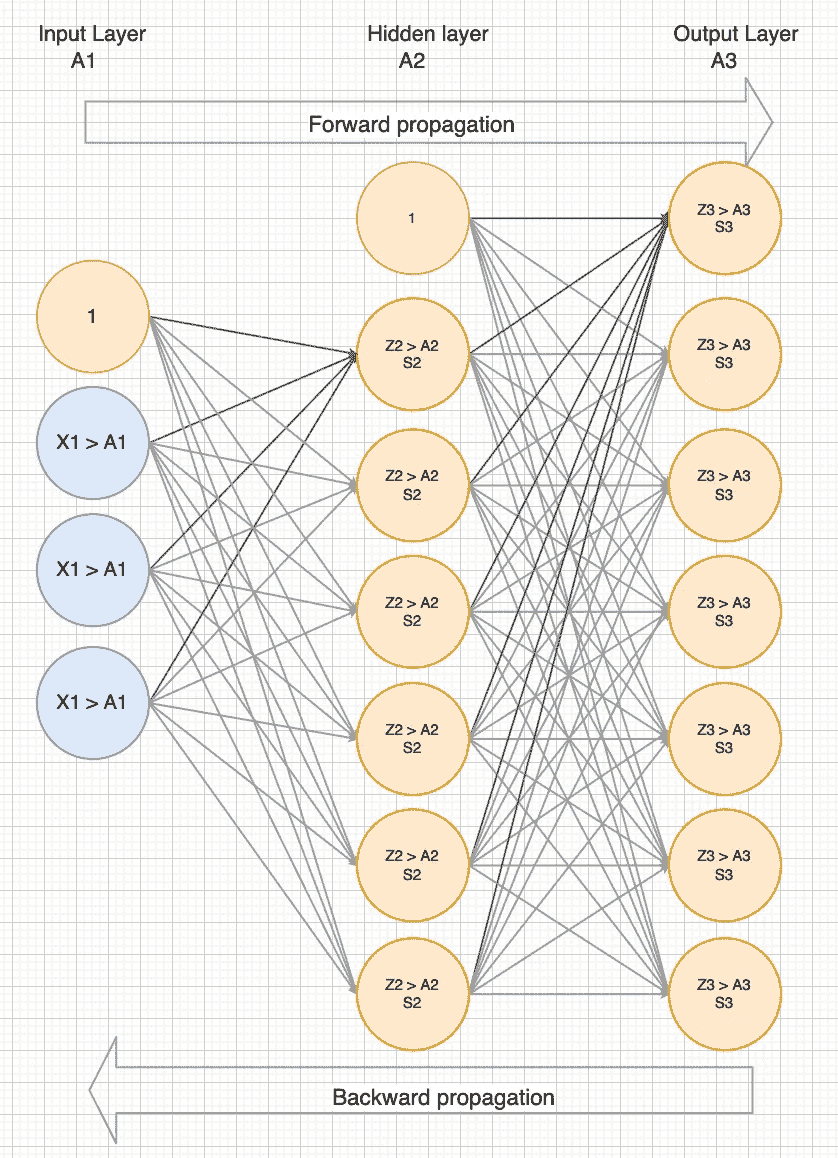 Input Layer
A1
Hidden layer
A2
Output Layer
A3
Forward propagation
1
X1 > A1
X1 > A1
X1 > A1
1
Z2 > A2
S2
Z2 > A2
S2
Z2 > A2
S2
Z2 > A2
S2
Z2 > A2
S2
Z2 > A2
S2
Z3 > A3
S3
Z3 > A3
S3
Z3 > A3
S3
Z3 > A3
S3
Z3 > A3
S3
Z3 > A3
S3
Z3 > A3
S3
Backward propagation